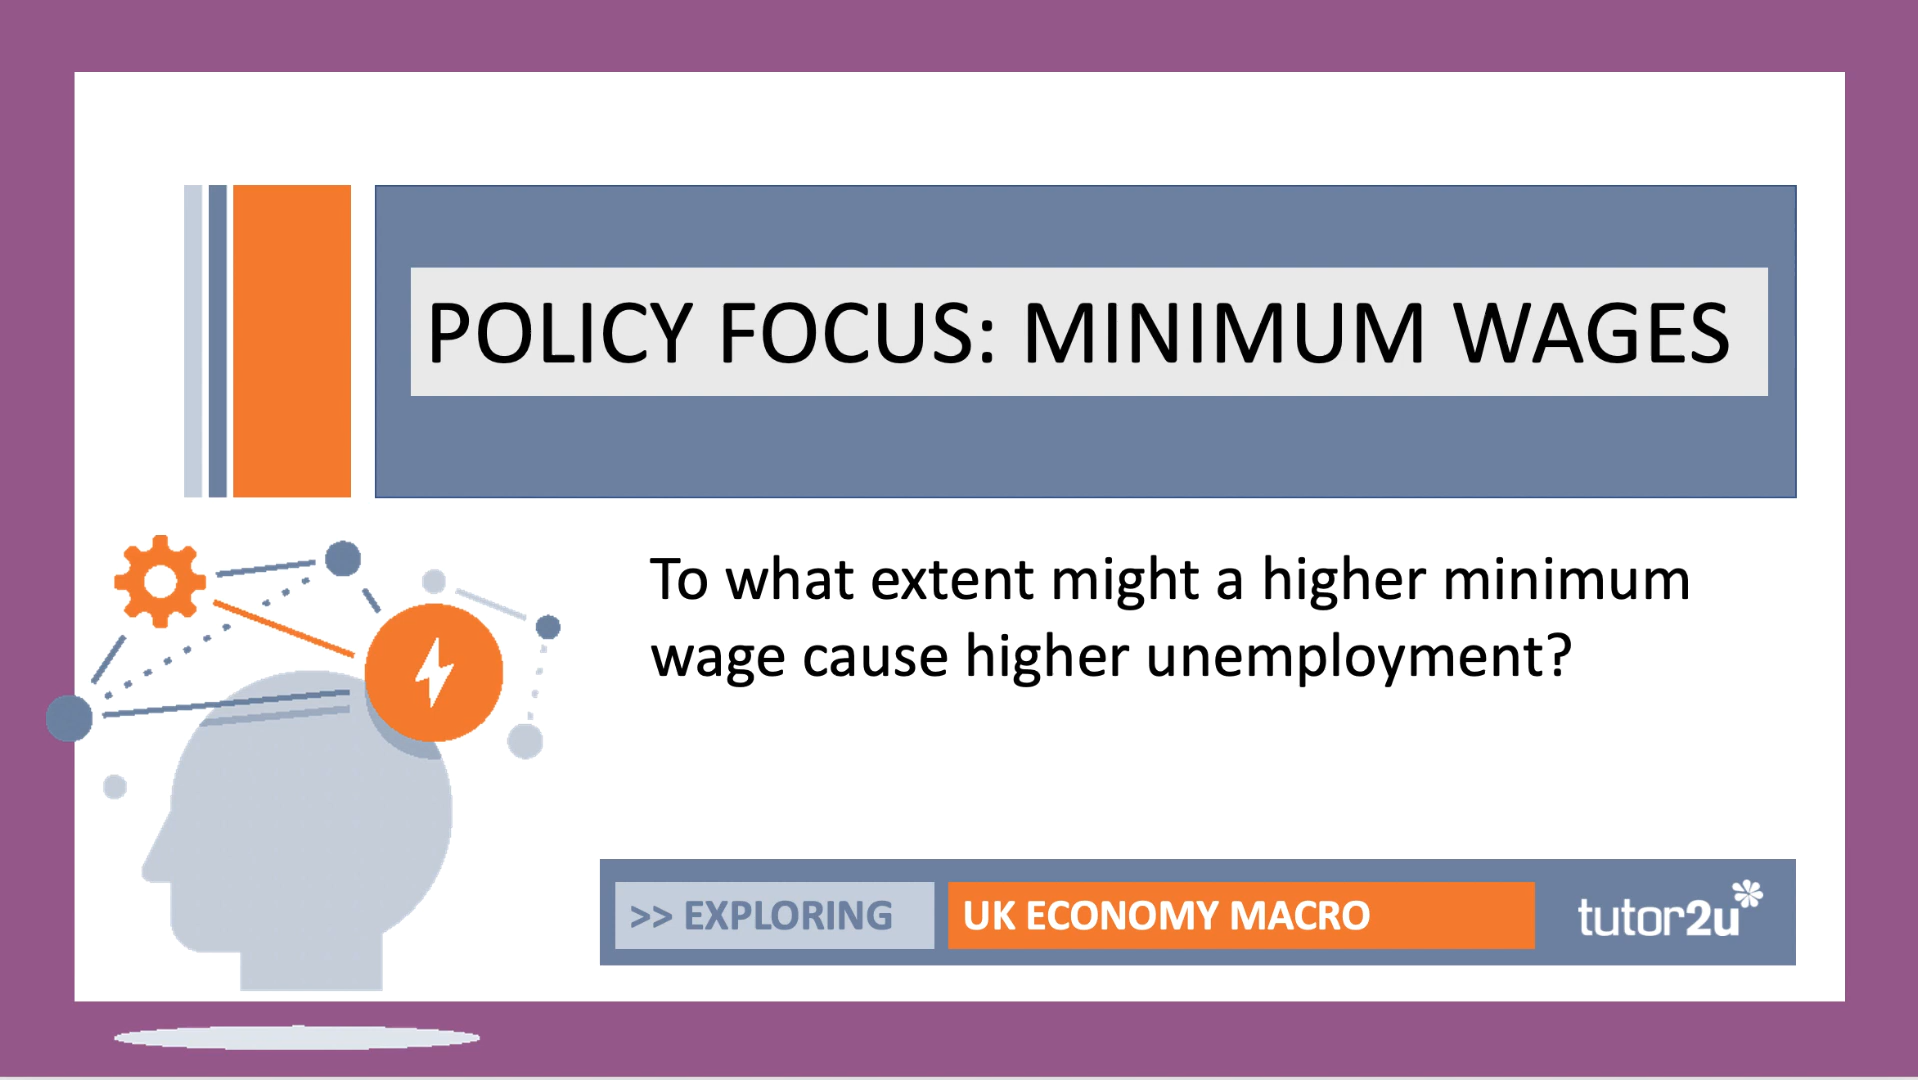 POLICY FOCUS: MINIMUM WAGES
To what extent might a higher minimum
wage cause higher unemployment?
>> EXPLORING
UK ECONOMY MACRO
tutor2u